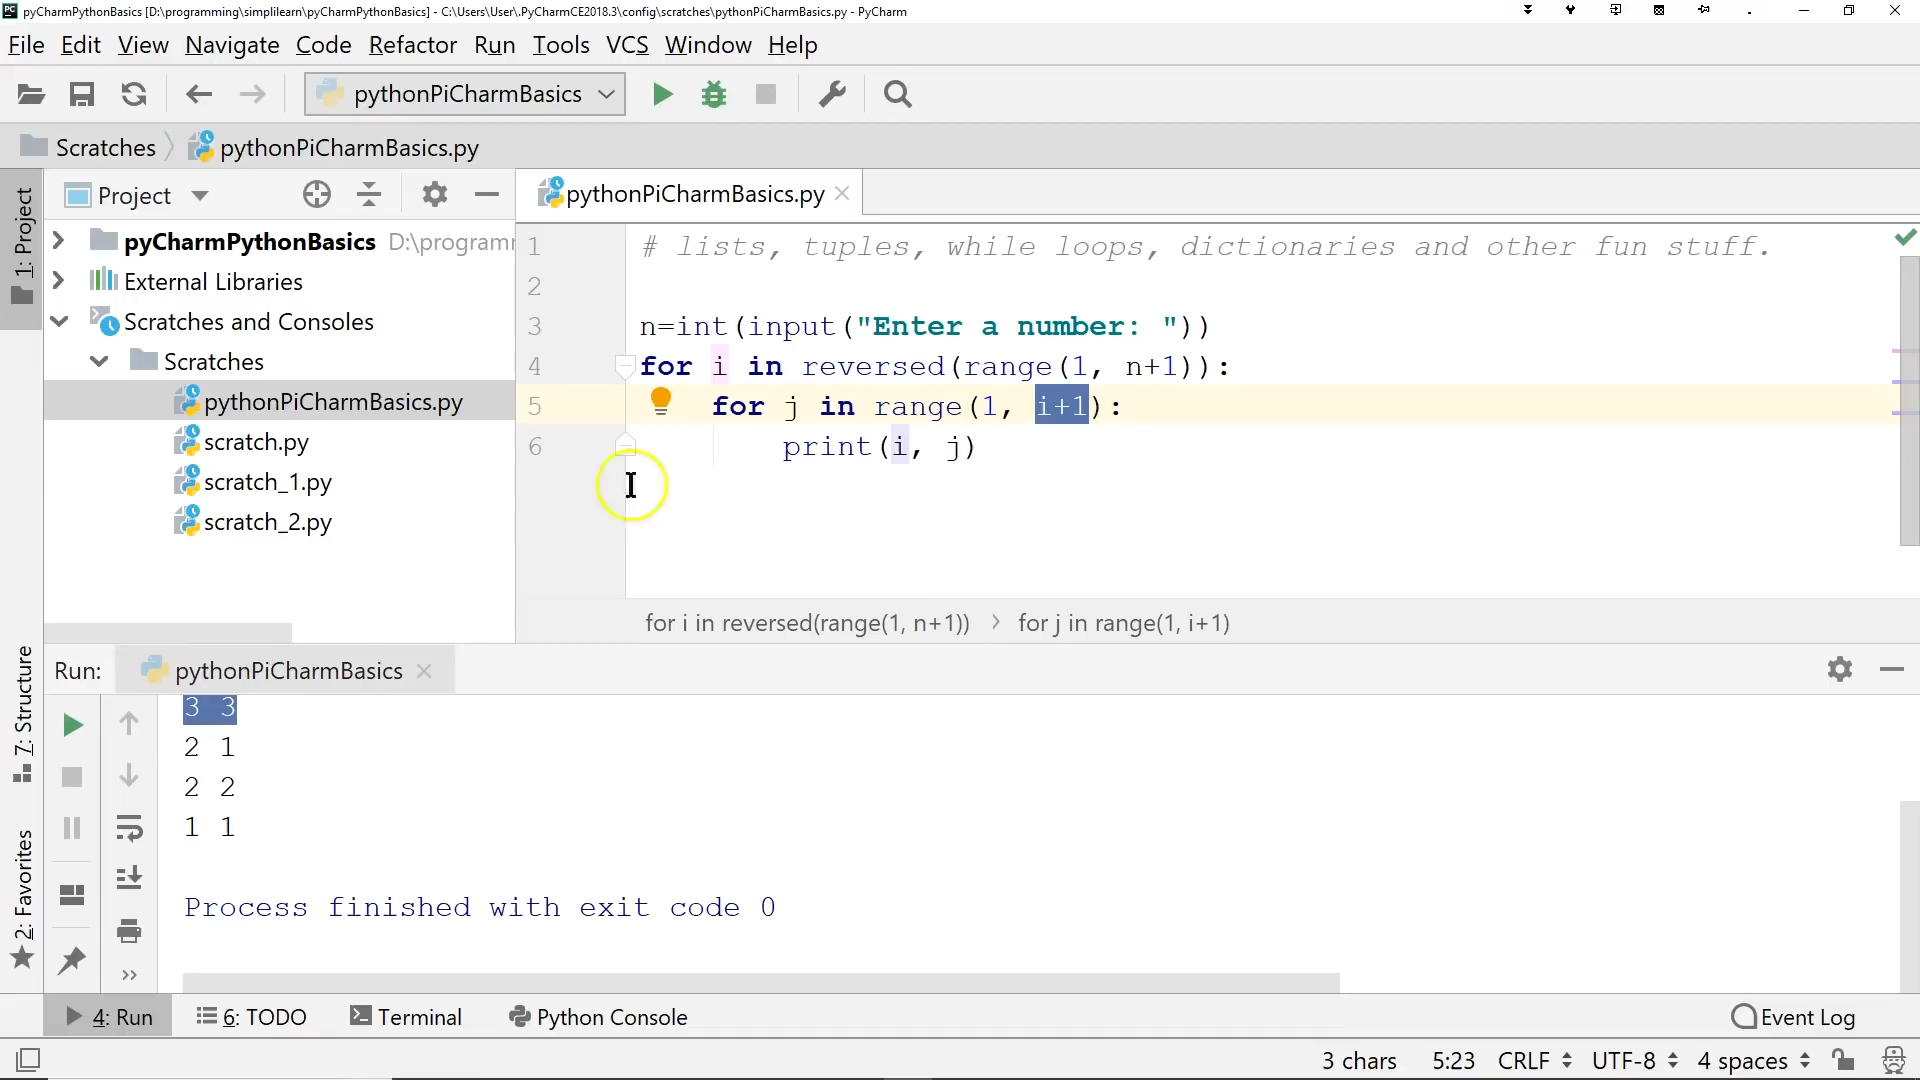 pyCharmPythonBasics [D:\programming\simplilearn\pyCharmPythonBasics] - C:\Users\User\.PyCharmCE2018.3\config\scratches\pythonPiCharmBasics.py - PyCharm
File Edit View Navigate Code Refactor Run Tools VCS Window Help
pythonPiCharmBasics
Scratches pythonPiCharmBasics.py
1: Project
Project
pyCharmPythonBasics D:\programm
External Libraries
Scratches and Consoles
Scratches
pythonPiCharmBasics.py
scratch.py
scratch_1.py
scratch_2.py
pythonPiCharmBasics.py
1 # lists, tuples, while loops, dictionaries and other fun stuff.
2
3 n=int(input("Enter a number: "))
4 for i in reversed(range(1, n+1)):
5 for j in range(1, i+1):
6 print(i, j)
for i in reversed(range(1, n+1)) > for j in range(1, i+1)
7: Structure
2: Favorites
Run: pythonPiCharmBasics
3 3
2 1
2 2
1 1
Process finished with exit code 0
4: Run 6: TODO Terminal Python Console Event Log
3 chars 5:23 CRLF UTF-8 4 spaces